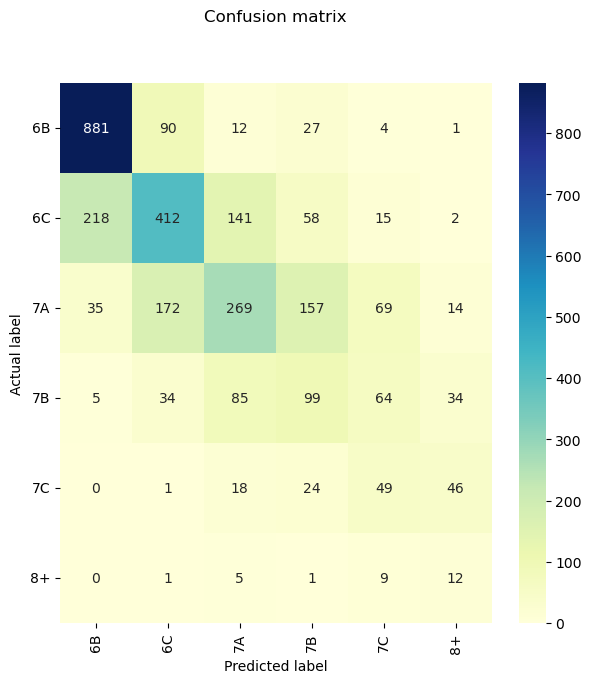 Confusion matrix
6B 881 90 12 27 4 1
6C 218 412 141 58 15 2
7A 35 172 269 157 69 14
7B 5 34 85 99 64 34
7C 0 1 18 24 49 46
8+ 0 1 5 1 9 12
6B 6C 7A 7B 7C 8+
Predicted label
Actual label
800
700
600
500
400
300
200
100
0